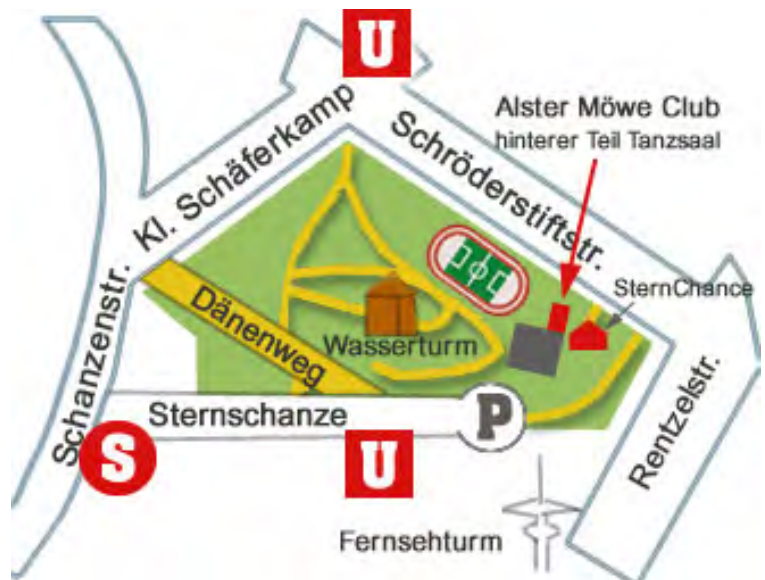 U
Alster Möwe Club
hinterer Teil Tanzsaal
Kl. Schäferkamp
Schröderstiftstr.
SternChance
Dänenweg
Wasserturm
Schanzenstr.
Sternschanze
P
Rentzelstr.
S
U
Fernsehturm